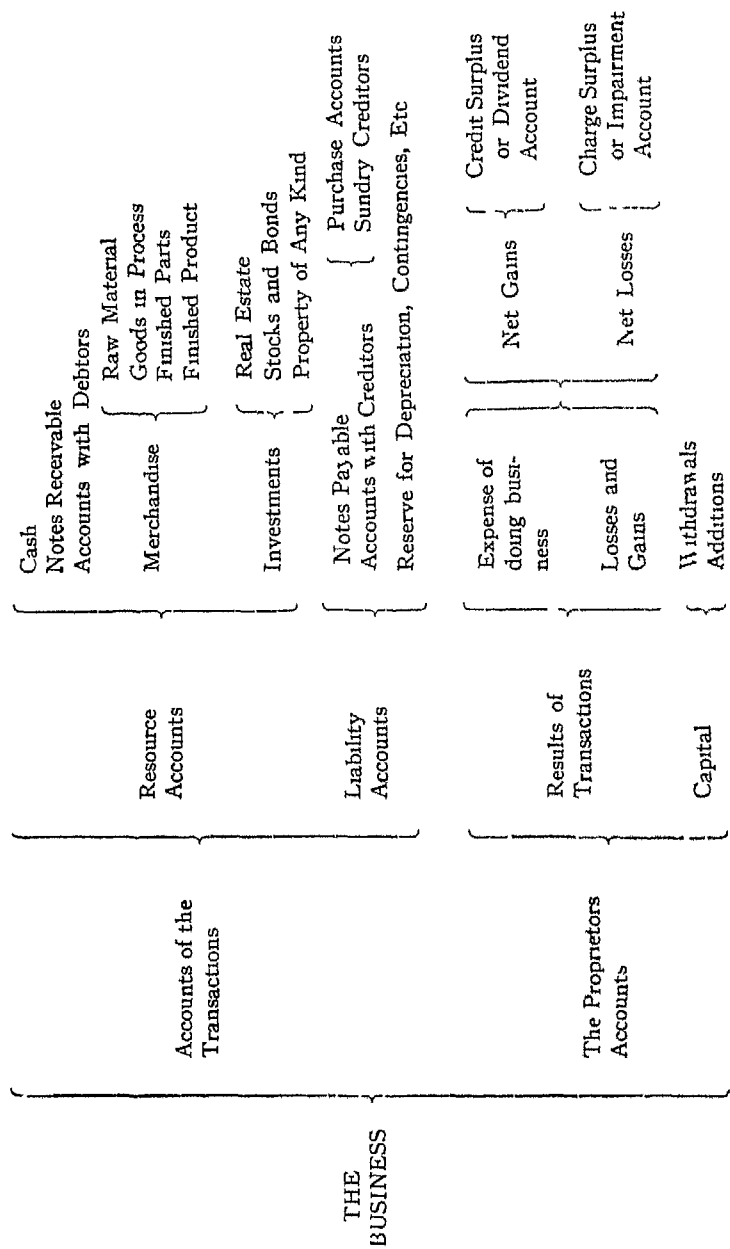 THE
BUSINESS
Accounts of the
Transactions
Resource
Accounts
Cash
Notes Receivable
Accounts with Debtors
Merchandise
Raw Material
Goods in Process
Finished Parts
Finished Product
Investments
Real Estate
Stocks and Bonds
Property of Any Kind
Liability
Accounts
Notes Payable
Accounts with Creditors
Purchase Accounts
Sundry Creditors
Reserve for Depreciation, Contingencies, Etc
The Proprietors
Accounts
Results of
Transactions
Expense of
doing busi-
ness
Losses and
Gains
Net Gains
Credit Surplus
or Dividend
Account
Net Losses
Charge Surplus
or Impairment
Account
Capital
Withdrawals
Additions